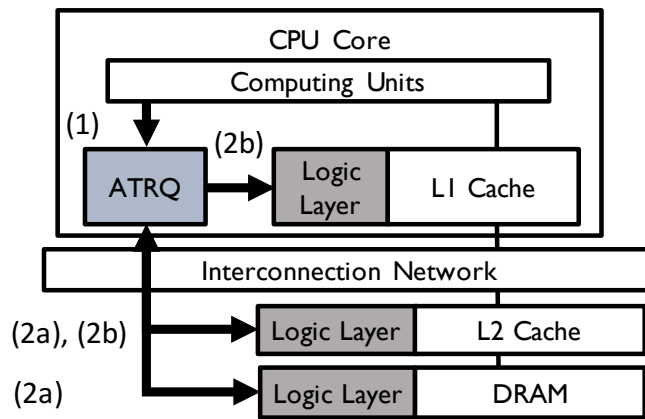 CPU Core
Computing Units
(1)
(2b)
ATRQ
Logic
Layer
L1 Cache
Interconnection Network
(2a), (2b)
Logic Layer
L2 Cache
(2a)
Logic Layer
DRAM